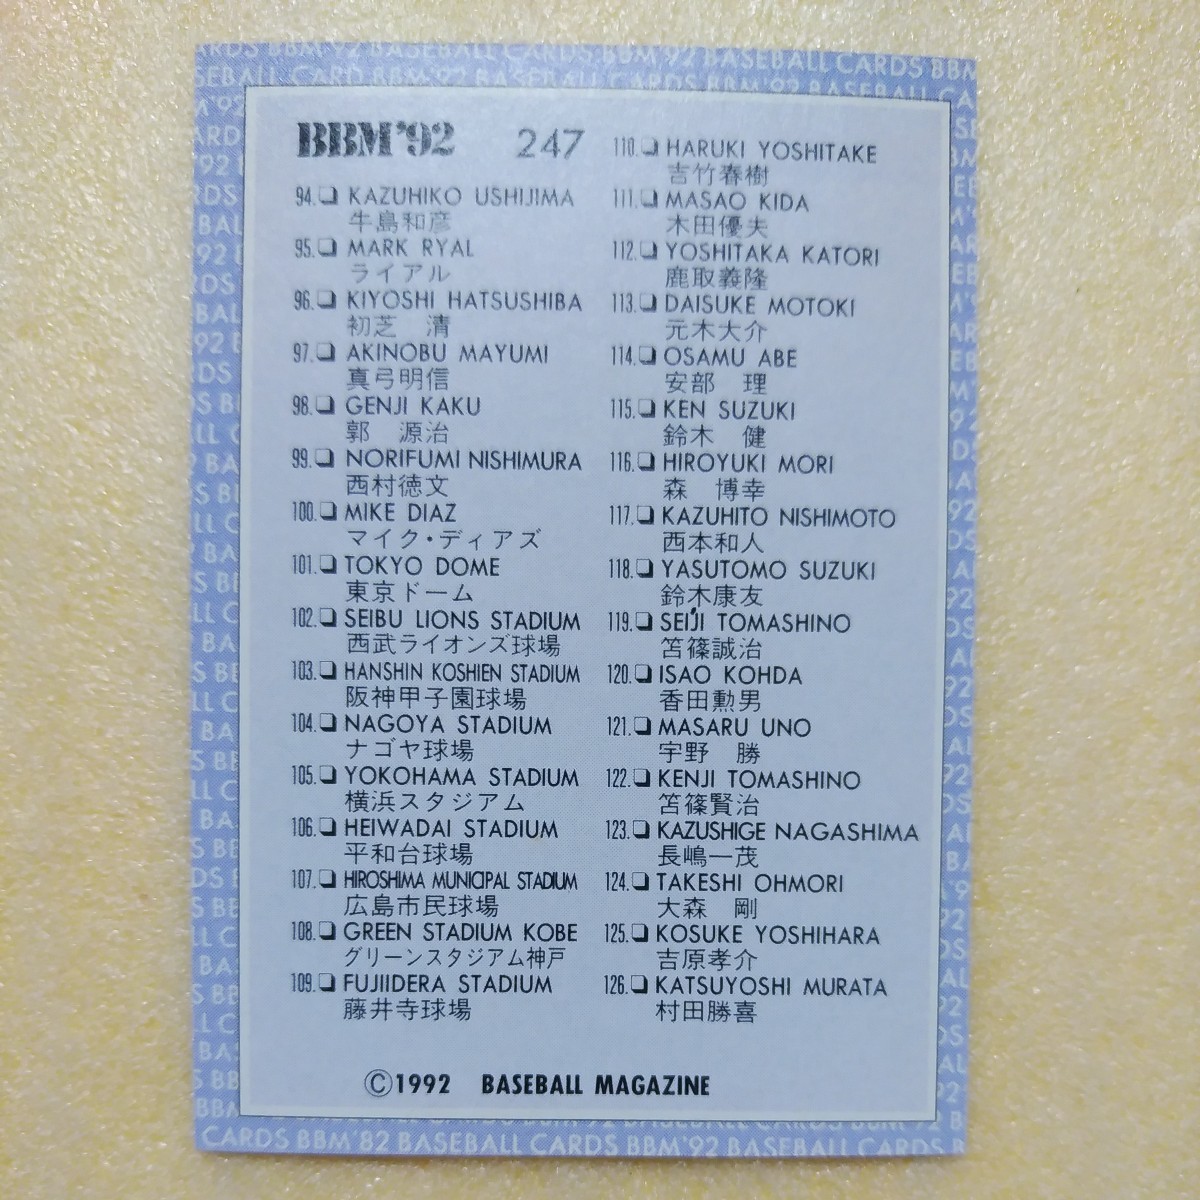 BBM'92 247
94. KAZUHIKO USHIJIMA
牛島和彦
95. MARK RYAL
ライアル
96. KIYOSHI HATSUSHIBA
初芝 清
97. AKINOBU MAYUMI
真弓明信
98. GENJI KAKU
郭 源治
99. NORIFUMI NISHIMURA
西村徳文
100. MIKE DIAZ
マイク・ディアズ
101. TOKYO DOME
東京ドーム
102. SEIBU LIONS STADIUM
西武ライオンズ球場
103. HANSHIN KOSHIEN STADIUM
阪神甲子園球場
104. NAGOYA STADIUM
ナゴヤ球場
105. YOKOHAMA STADIUM
横浜スタジアム
106. HEIWADAI STADIUM
平和台球場
107. HIROSHIMA MUNICIPAL STADIUM
広島市民球場
108. GREEN STADIUM KOBE
グリーンスタジアム神戸
109. FUJIIDERA STADIUM
藤井寺球場
110. HARUKI YOSHITAKE
吉竹春樹
111. MASAO KIDA
木田優夫
112. YOSHITAKA KATORI
鹿取義隆
113. DAISUKE MOTOKI
元木大介
114. OSAMU ABE
安部 理
115. KEN SUZUKI
鈴木 健
116. HIROYUKI MORI
森 博幸
117. KAZUHITO NISHIMOTO
西本和人
118. YASUTOMO SUZUKI
鈴木康友
119. SEIJI TOMASHINO
笘篠誠治
120. ISAO KOHDA
香田勲男
121. MASARU UNO
宇野 勝
122. KENJI TOMASHINO
笘篠賢治
123. KAZUSHIGE NAGASHIMA
長嶋一茂
124. TAKESHI OHMORI
大森 剛
125. KOSUKE YOSHIHARA
吉原孝介
126. KATSUYOSHI MURATA
村田勝喜
©1992 BASEBALL MAGAZINE
CARDS BBM'82 BASEBALL CARDS BBM'92 BASEBALL